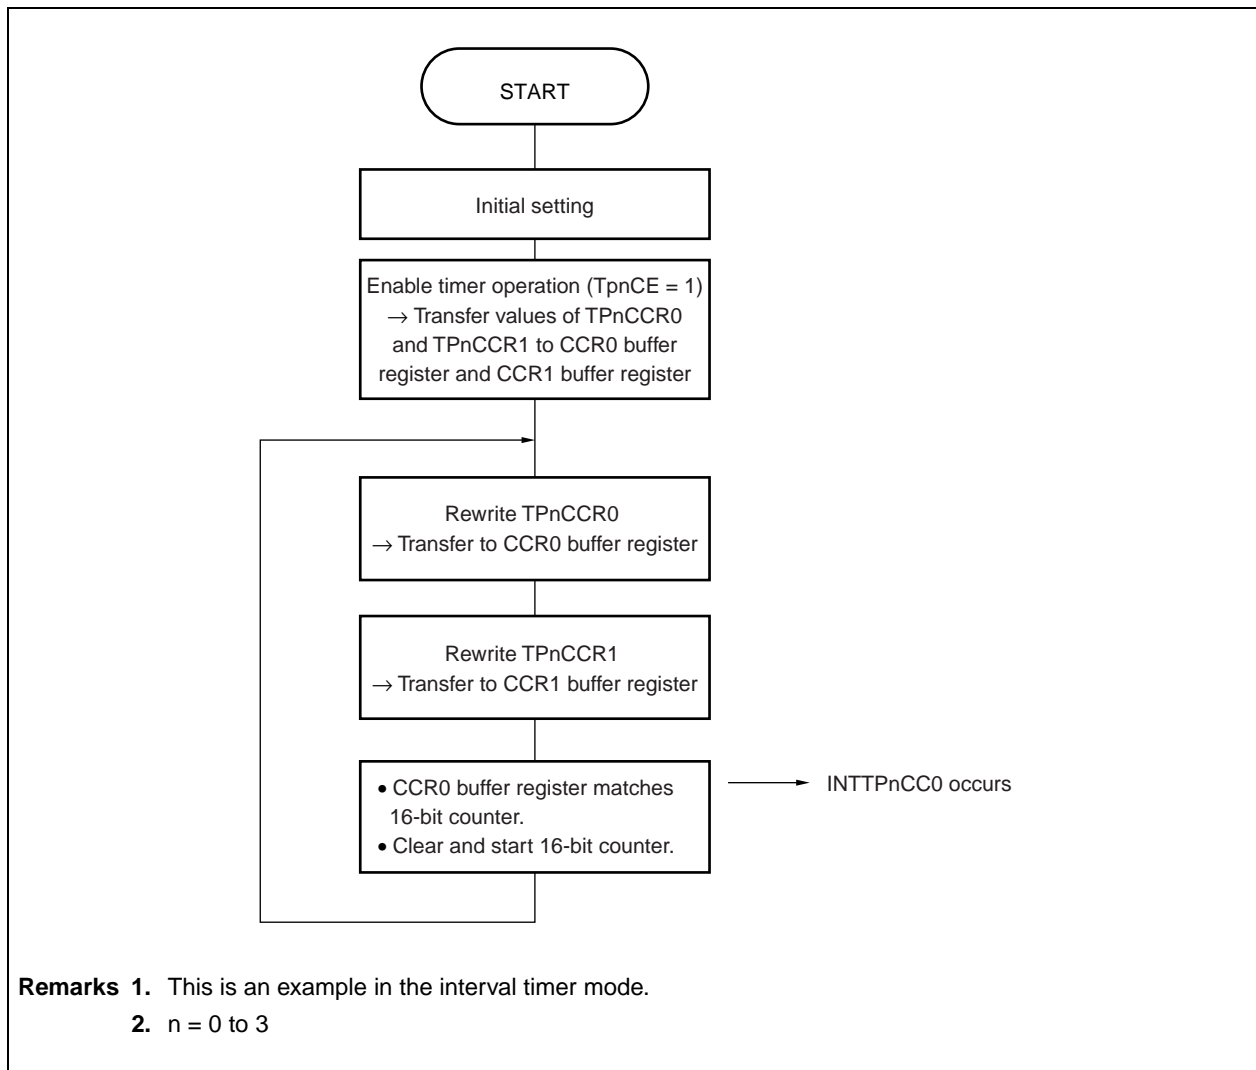 START
Initial setting
Enable timer operation (TpnCE = 1)
→ Transfer values of TPnCCR0
and TPnCCR1 to CCR0 buffer
register and CCR1 buffer register
Rewrite TPnCCR0
→ Transfer to CCR0 buffer register
Rewrite TPnCCR1
→ Transfer to CCR1 buffer register
• CCR0 buffer register matches
16-bit counter.
• Clear and start 16-bit counter.
INTTPnCC0 occurs
Remarks 1. This is an example in the interval timer mode.
2. n = 0 to 3